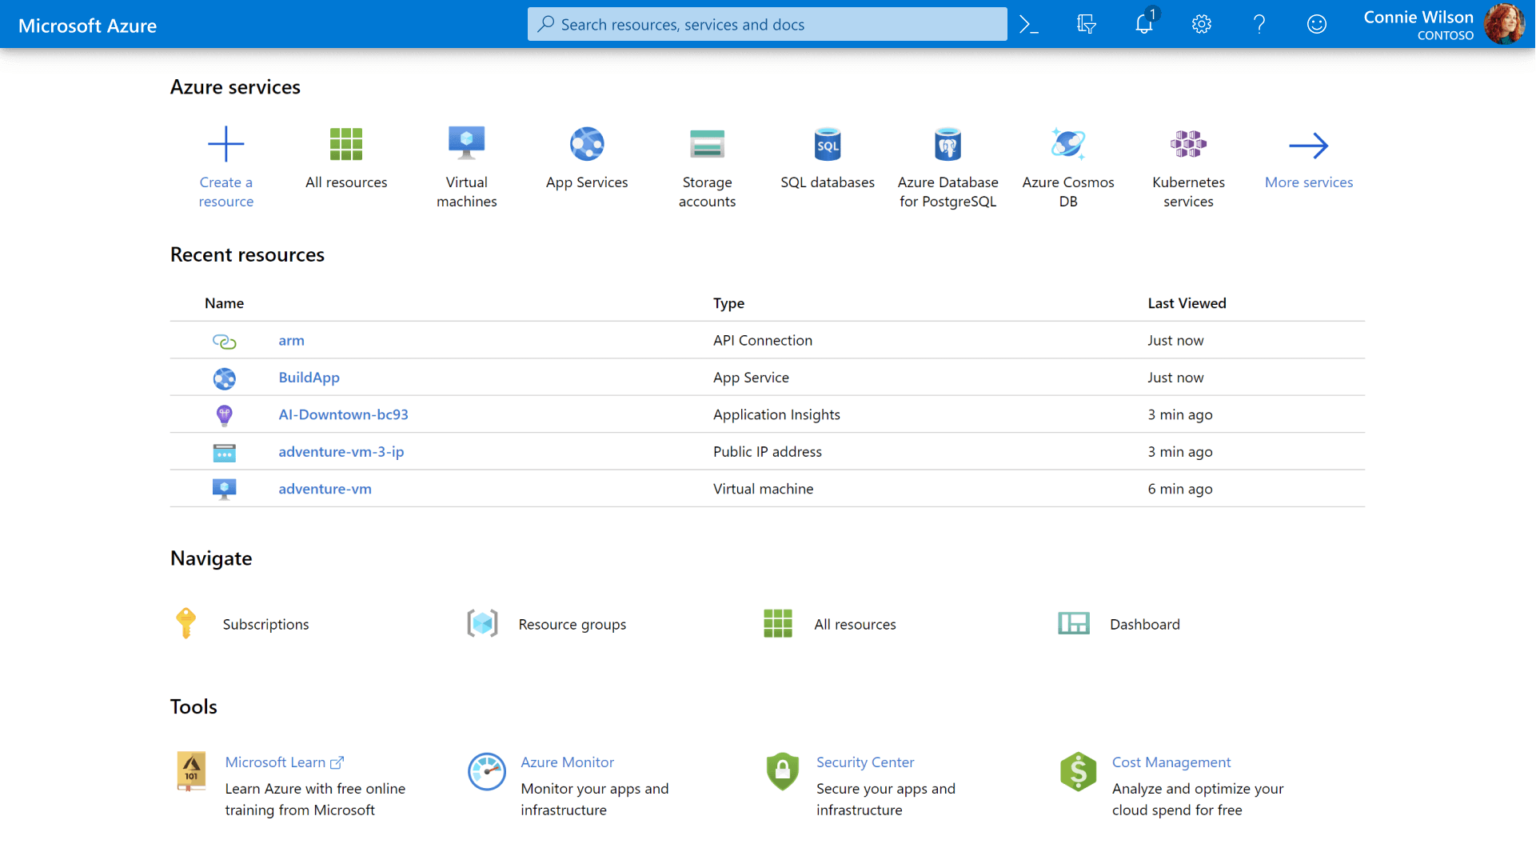 Microsoft Azure
Search resources, services and docs
1
Connie Wilson
CONTOSO
Azure services
Create a
resource
All resources
Virtual
machines
App Services
Storage
accounts
SQL
SQL databases
Azure Database
for PostgreSQL
Azure Cosmos
DB
Kubernetes
services
More services
Recent resources
Name Type Last Viewed
arm API Connection Just now
BuildApp App Service Just now
AI-Downtown-bc93 Application Insights 3 min ago
adventure-vm-3-ip Public IP address 3 min ago
adventure-vm Virtual machine 6 min ago
Navigate
Subscriptions
Resource groups
All resources
Dashboard
Tools
101
Microsoft Learn
Learn Azure with free online
training from Microsoft
Azure Monitor
Monitor your apps and
infrastructure
Security Center
Secure your apps and
infrastructure
$
Cost Management
Analyze and optimize your
cloud spend for free